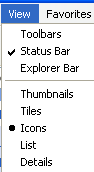 View Favorites
Toolbars
Status Bar
Explorer Bar
Thumbnails
Tiles
Icons
List
Details